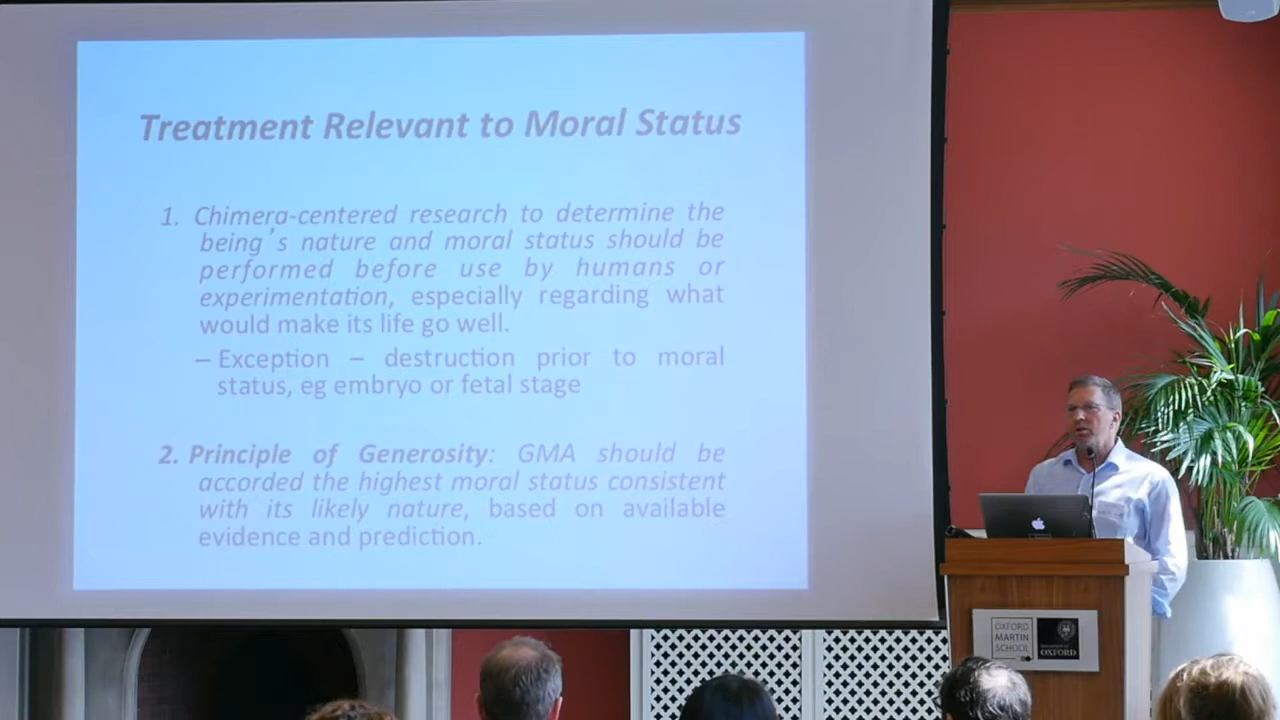 Treatment Relevant to Moral Status
1. Chimera-centered research to determine the
being's nature and moral status should be
performed before use by humans or
experimentation, especially regarding what
would make its life go well.
– Exception – destruction prior to moral
status, eg embryo or fetal stage
2. Principle of Generosity: GMA should be
accorded the highest moral status consistent
with its likely nature, based on available
evidence and prediction.
OXFORD
MARTIN
SCHOOL
UNIVERSITY OF
OXFORD